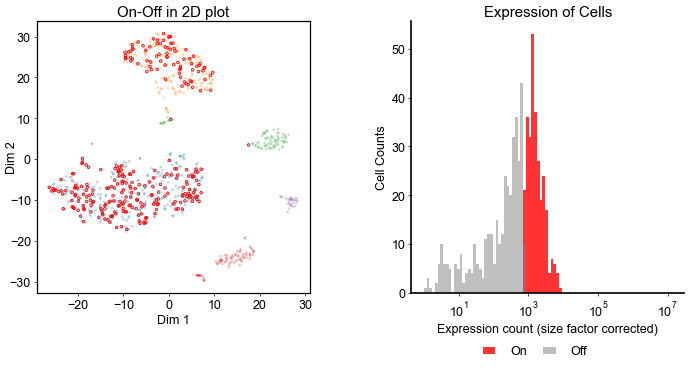 On-Off in 2D plot
Dim 2
30
20
10
0
−10
−20
−30
−20
−10
0
10
20
30
Dim 1
Expression of Cells
Cell Counts
50
40
30
20
10
0
10^1
10^3
10^5
10^7
Expression count (size factor corrected)
On
Off